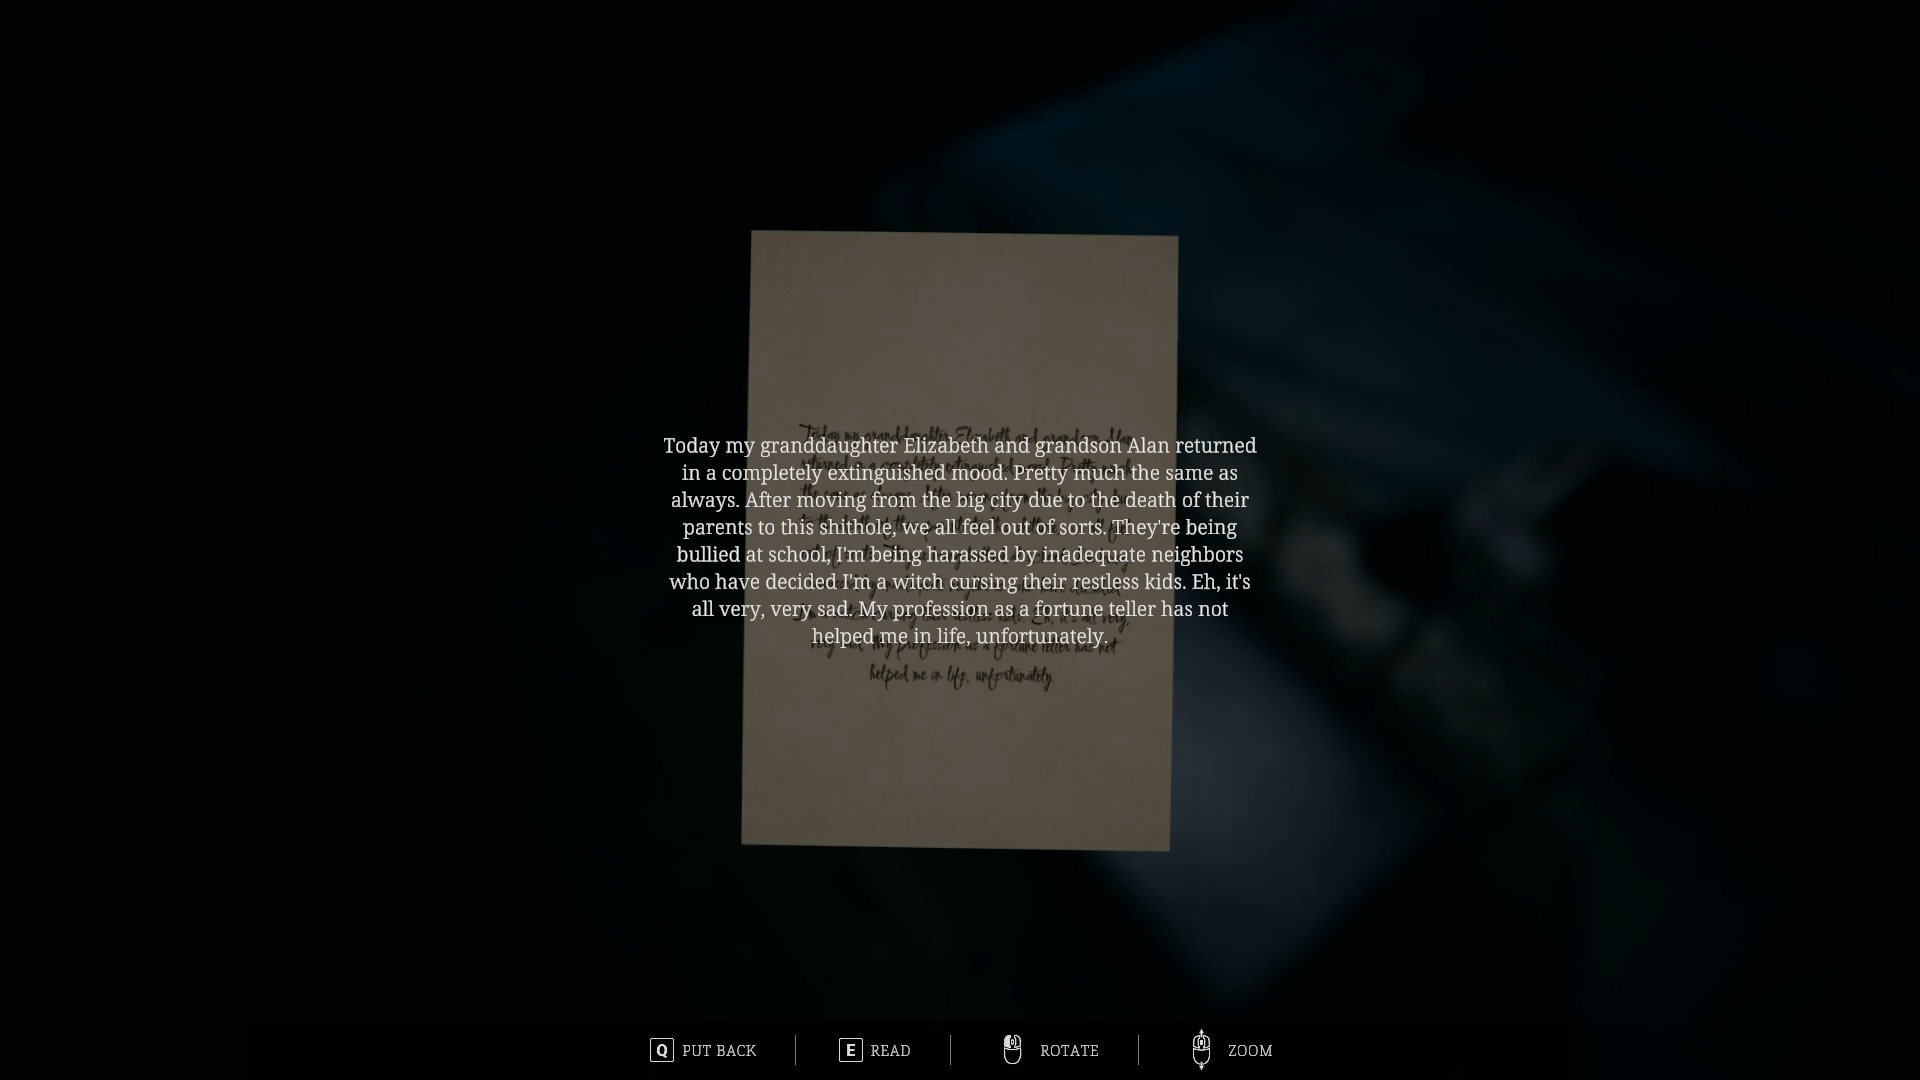 Today my granddaughter Elizabeth and grandson Alan returned
in a completely extinguished mood. Pretty much the same as
always. After moving from the big city due to the death of their
parents to this shithole, we all feel out of sorts. They're being
bullied at school, I'm being harassed by inadequate neighbors
who have decided I'm a witch cursing their restless kids. Eh, it's
all very, very sad. My profession as a fortune teller has not
helped me in life, unfortunately.
helped me in life, unfortunately.
Q PUT BACK E READ ROTATE ZOOM